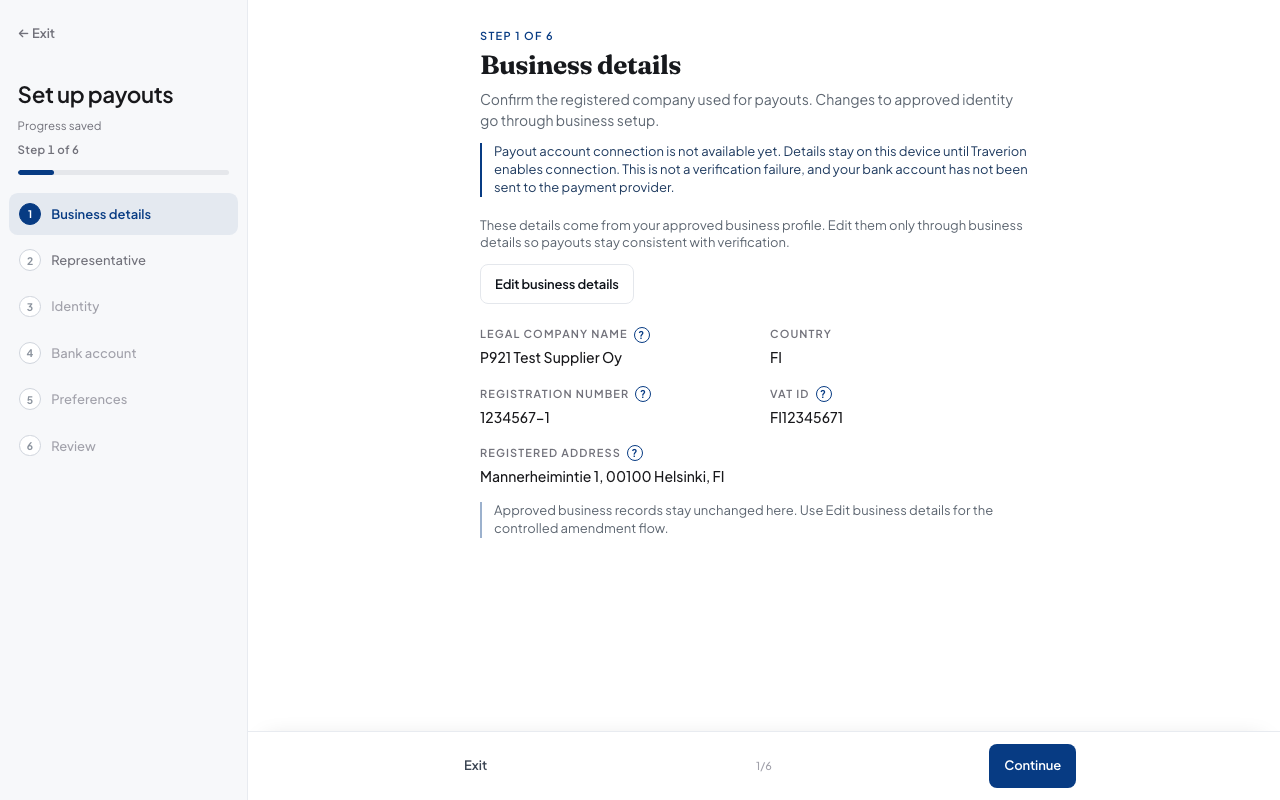 ← Exit
Set up payouts
Progress saved
Step 1 of 6
1 Business details
2 Representative
3 Identity
4 Bank account
5 Preferences
6 Review
STEP 1 OF 6
Business details
Confirm the registered company used for payouts. Changes to approved identity
go through business setup.
Payout account connection is not available yet. Details stay on this device until Traverion
enables connection. This is not a verification failure, and your bank account has not been
sent to the payment provider.
These details come from your approved business profile. Edit them only through business
details so payouts stay consistent with verification.
Edit business details
LEGAL COMPANY NAME ?
P921 Test Supplier Oy
COUNTRY
FI
REGISTRATION NUMBER ?
1234567-1
VAT ID ?
FI12345671
REGISTERED ADDRESS ?
Mannerheimintie 1, 00100 Helsinki, FI
Approved business records stay unchanged here. Use Edit business details for the
controlled amendment flow.
Exit
1/6
Continue